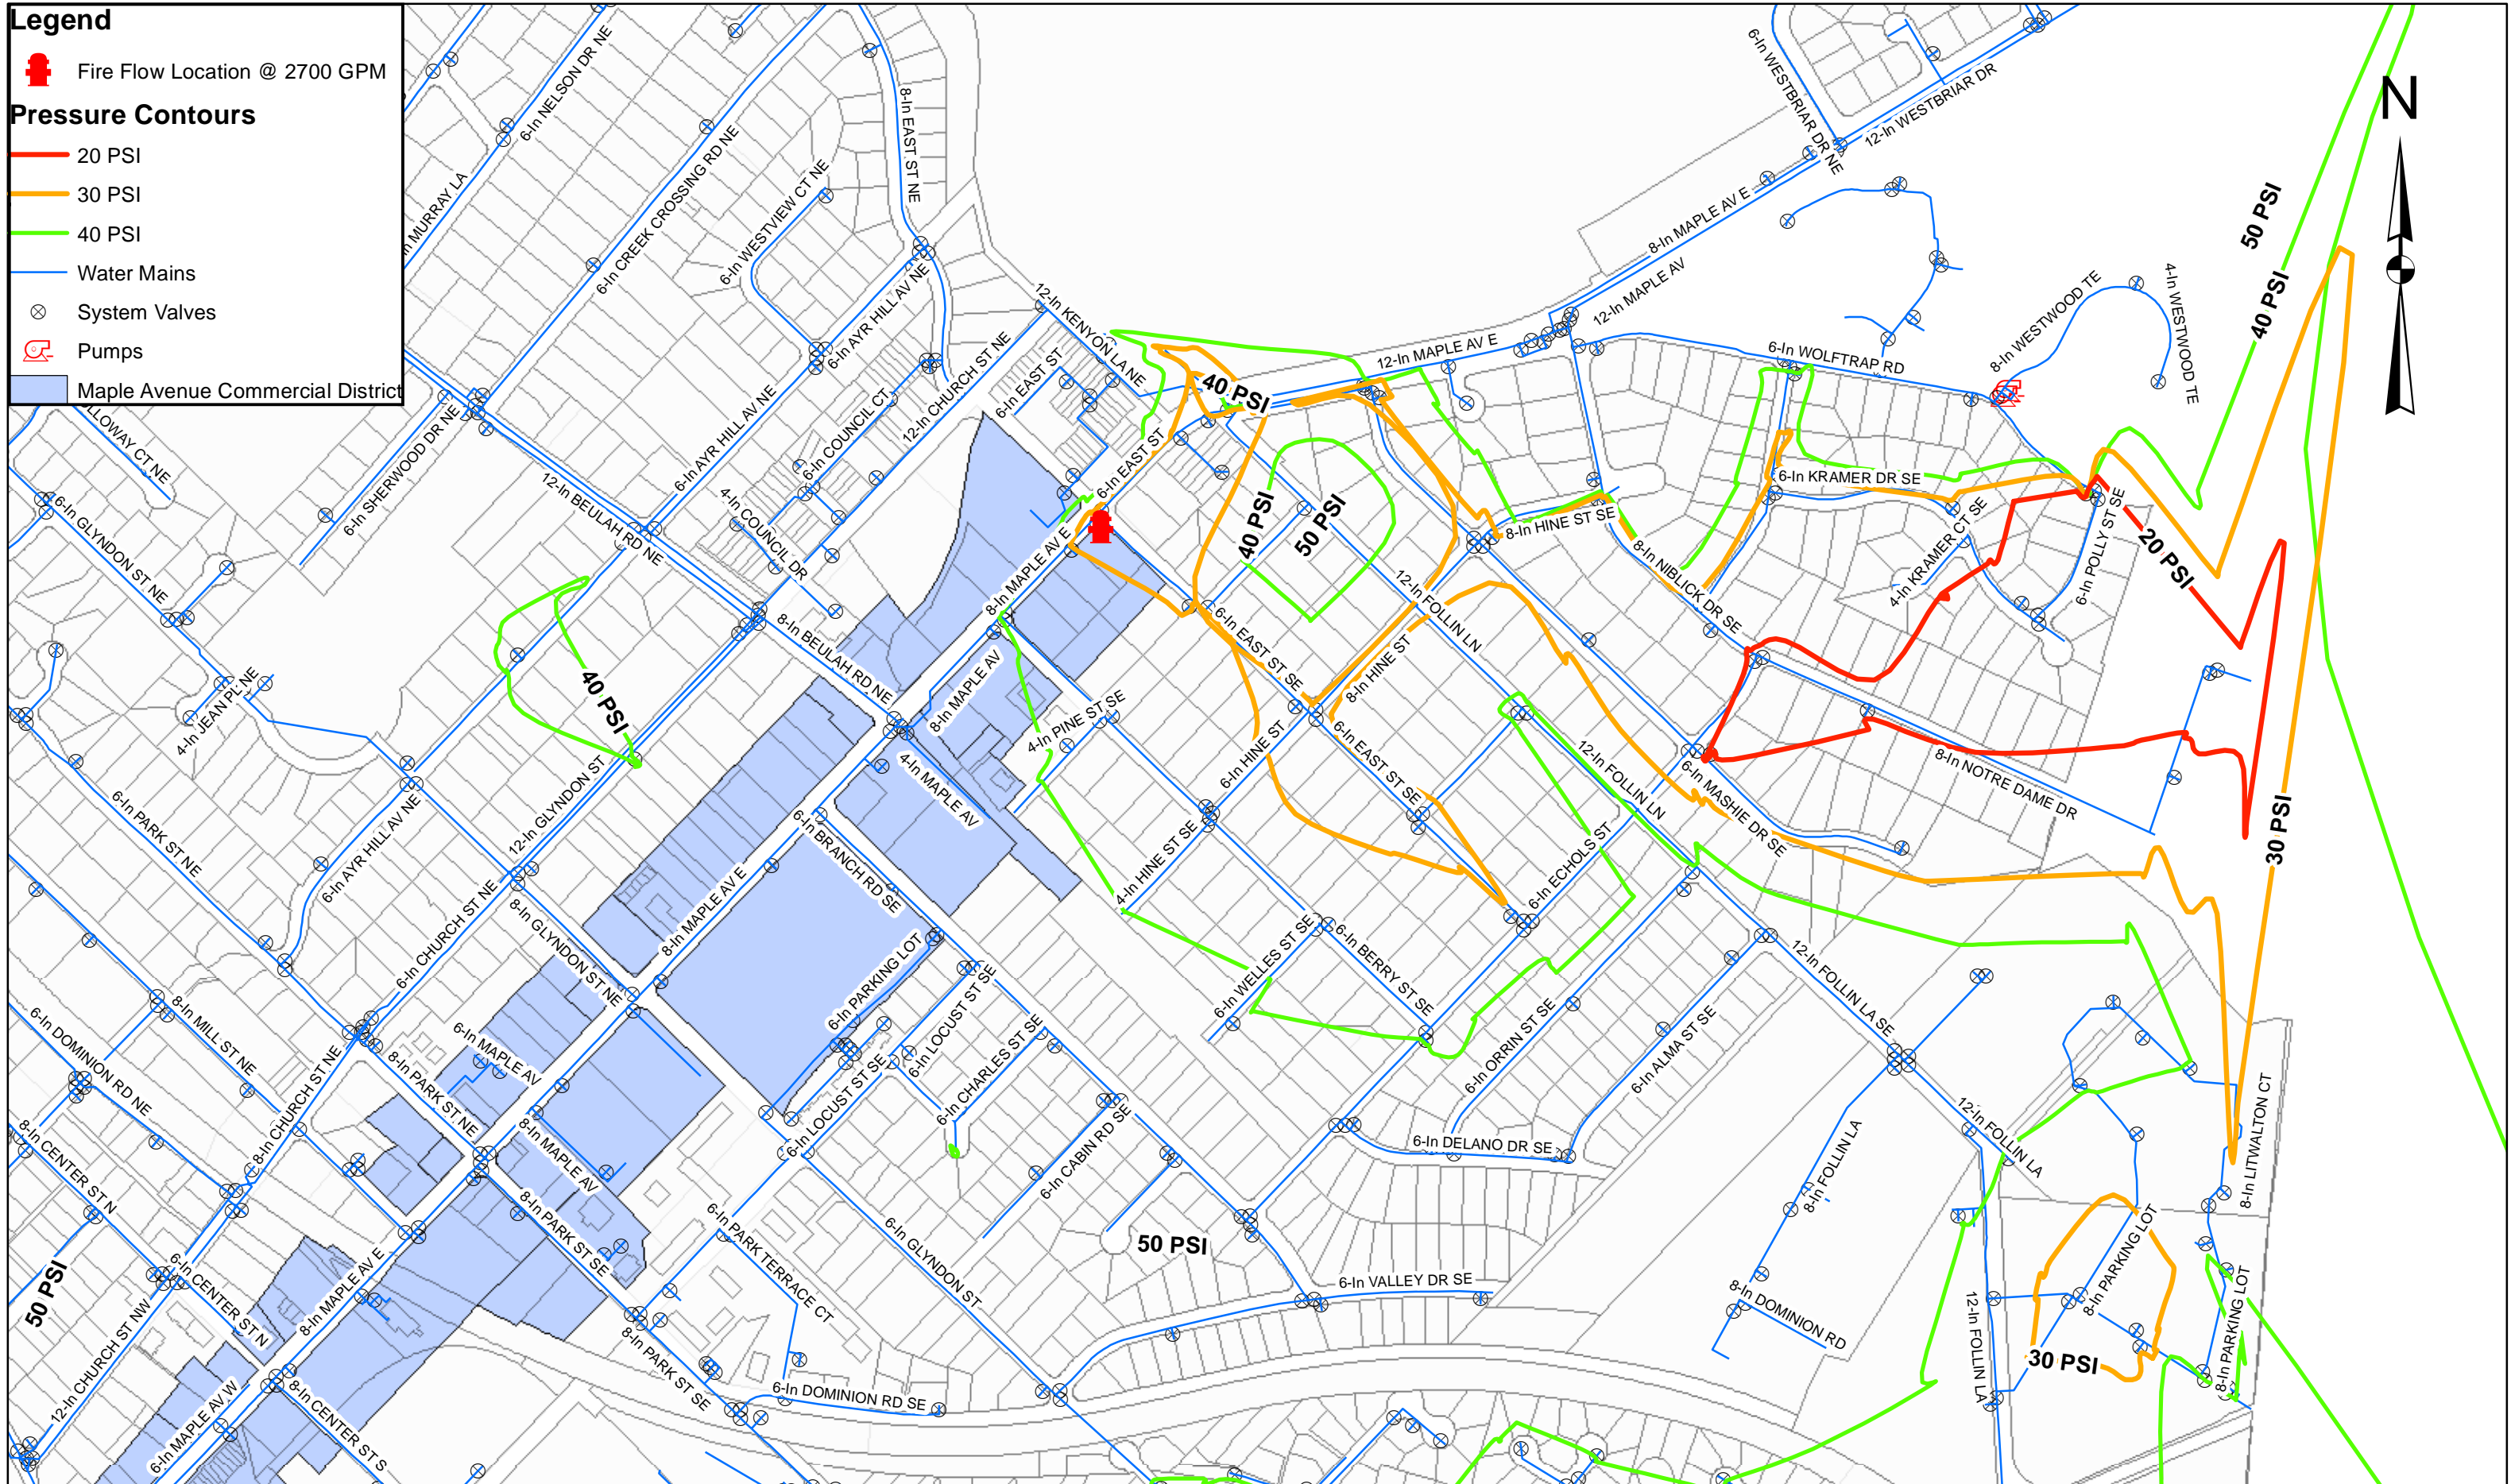 Legend
Fire Flow Location @ 2700 GPM
Pressure Contours
20 PSI
30 PSI
40 PSI
Water Mains
System Valves
Pumps
Maple Avenue Commercial District
N
6-In NELSON DR NE
6-In CREEK CROSSING RD NE
8-In EAST ST NE
6-In WESTBRIAR DR NE
12-In WESTBRIAR DR
MURRAY LA
6-In WESTVIEW CT NE
6-In AYR HILL AV NE
8-In MAPLE AV E
12-In MAPLE AV
50 PSI
40 PSI
8-In WESTWOOD TE
4-In WESTWOOD TE
12-In KENYON LA NE
12-In MAPLE AV E
6-In WOLFTRAP RD
6-In EAST ST
12-In CHURCH ST NE
6-In COUNCIL CT
6-In AYR HILL AV NE
40 PSI
6-In SHERWOOD DR NE
OLLOWAY CT NE
6-In GLYNDON ST NE
12-In BEULAH RD NE
4-In COUNCIL DR
6-In EAST ST
8-In MAPLE AV E
40 PSI
50 PSI
8-In HINE ST SE
6-In KRAMER DR SE
4-In KRAMER CT SE
6-In POLLY ST SE
20 PSI
8-In NIBLICK DR SE
12-In FOLLIN LN
6-In EAST ST SE
8-In HINE ST
8-In BEULAH RD NE
8-In MAPLE AV
4-In PINE ST SE
40 PSI
4-In JEAN PL NE
6-In HINE ST
6-In EAST ST SE
12-In FOLLIN LN
6-In MASHIE DR SE
8-In NOTRE DAME DR
30 PSI
4-In MAPLE AV
12-In GLYNDON ST
6-In PARK ST NE
6-In AYR HILL AV NE
6-In BRANCH RD SE
4-In HINE ST SE
6-In ECHOLS ST
8-In MAPLE AV E
8-In GLYNDON ST NE
6-In CHURCH ST NE
6-In PARKING LOT
6-In WELLES ST SE
6-In BERRY ST SE
12-In FOLLIN LA SE
6-In LOCUST ST SE
6-In CHARLES ST SE
6-In ORRIN ST SE
6-In ALMA ST SE
8-In MILL ST NE
6-In DOMINION RD NE
6-In MAPLE AV
8-In PARK ST NE
8-In CHURCH ST NE
8-In MAPLE AV
6-In LOCUST ST SE
6-In CABIN RD SE
6-In DELANO DR SE
12-In FOLLIN LA
8-In LITWALTON CT
8-In FOLLIN LA
8-In CENTER ST N
8-In PARK ST SE
6-In PARK TERRACE CT
6-In GLYNDON ST
50 PSI
6-In VALLEY DR SE
8-In DOMINION RD
12-In FOLLIN LA
8-In PARKING LOT
8-In PARKING LOT
30 PSI
50 PSI
6-In CENTER ST N
8-In MAPLE AV E
12-In CHURCH ST NW
8-In PARK ST SE
6-In DOMINION RD SE
6-In MAPLE AV W
8-In CENTER ST S